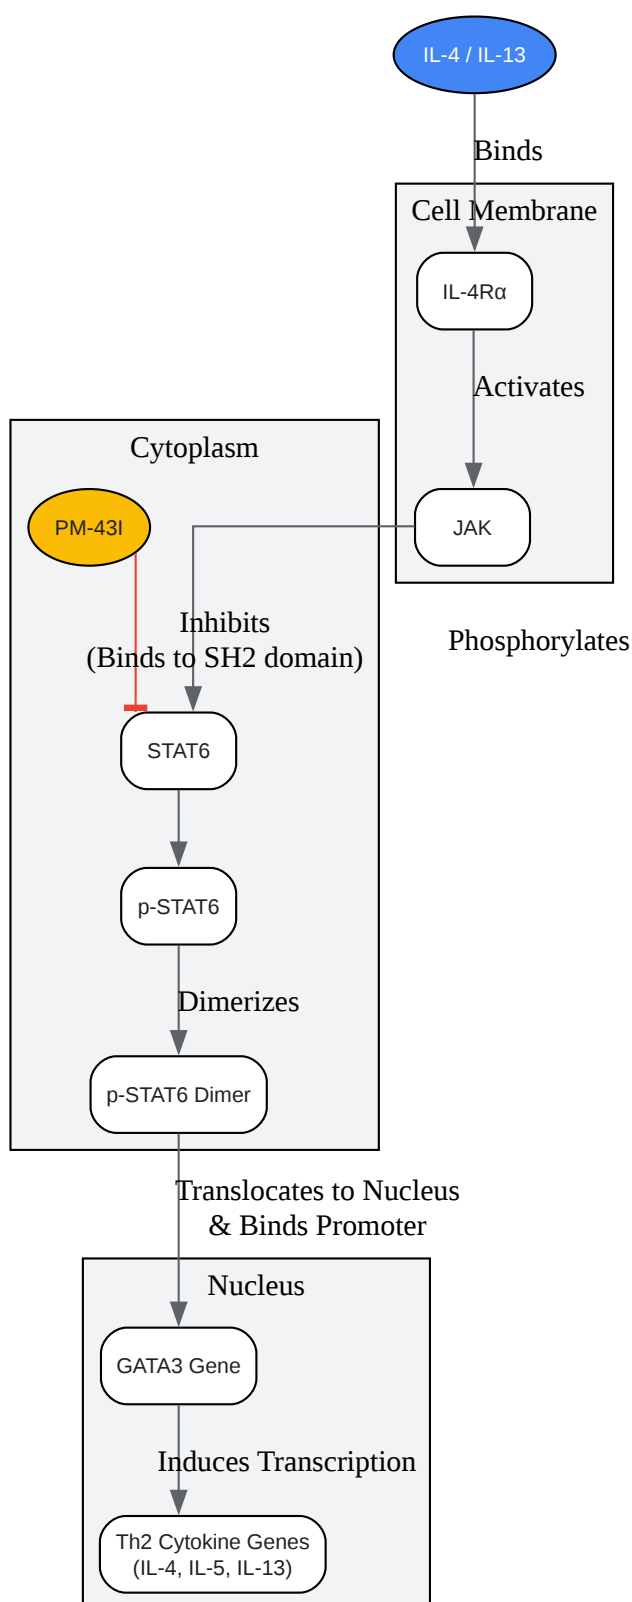 IL-4 / IL-13
Binds
Cell Membrane
IL-4Rα
Activates
Cytoplasm
PM-43I
JAK
Inhibits
(Binds to SH2 domain)
Phosphorylates
STAT6
p-STAT6
Dimerizes
p-STAT6 Dimer
Translocates to Nucleus
& Binds Promoter
Nucleus
GATA3 Gene
Induces Transcription
Th2 Cytokine Genes
(IL-4, IL-5, IL-13)